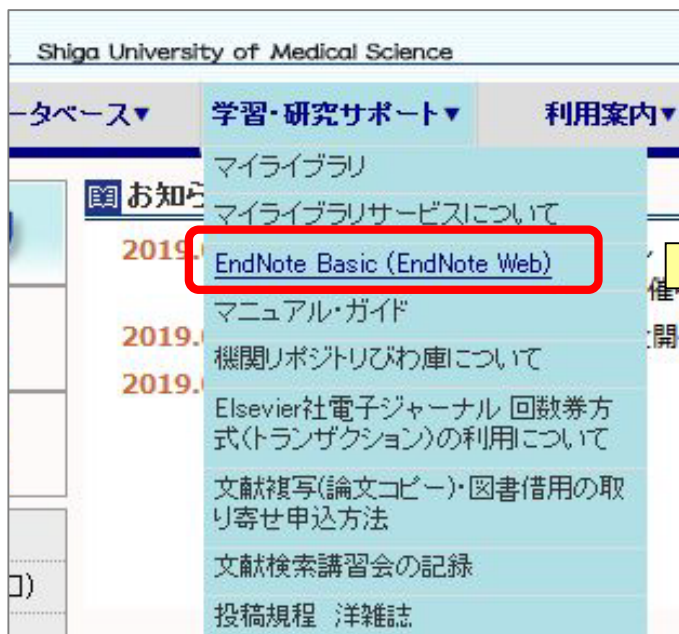 Shiga University of Medical Science
ータベース▼ 学習・研究サポート▼ 利用案内▼
マイライブラリ
お知ら
マイライブラリサービスについて
2019.
EndNote Basic (EndNote Web)
催
マニュアル・ガイド
2019.
開
機関リポジトリびわ庫について
2019.
Elsevier社電子ジャーナル 回数券方
式(トランザクション)の利用について
文献複写(論文コピー)・図書借用の取
り寄せ申込方法
文献検索講習会の記録
投稿規程 洋雑誌